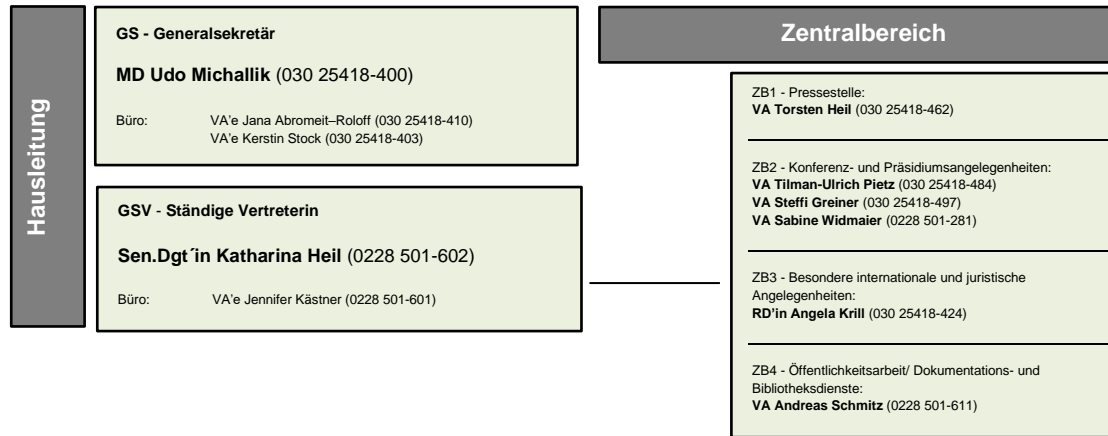 Hausleitung
GS - Generalsekretär
MD Udo Michallik (030 25418-400)
Büro: VA'e Jana Abromeit–Roloff (030 25418-410)
VA'e Kerstin Stock (030 25418-403)
GSV - Ständige Vertreterin
Sen.Dgt´in Katharina Heil (0228 501-602)
Büro: VA'e Jennifer Kästner (0228 501-601)
Zentralbereich
ZB1 - Pressestelle:
VA Torsten Heil (030 25418-462)
ZB2 - Konferenz- und Präsidiumsangelegenheiten:
VA Tilman-Ulrich Pietz (030 25418-484)
VA Steffi Greiner (030 25418-497)
VA Sabine Widmaier (0228 501-281)
ZB3 - Besondere internationale und juristische
Angelegenheiten:
RD'in Angela Krill (030 25418-424)
ZB4 - Öffentlichkeitsarbeit/ Dokumentations- und
Bibliotheksdienste:
VA Andreas Schmitz (0228 501-611)